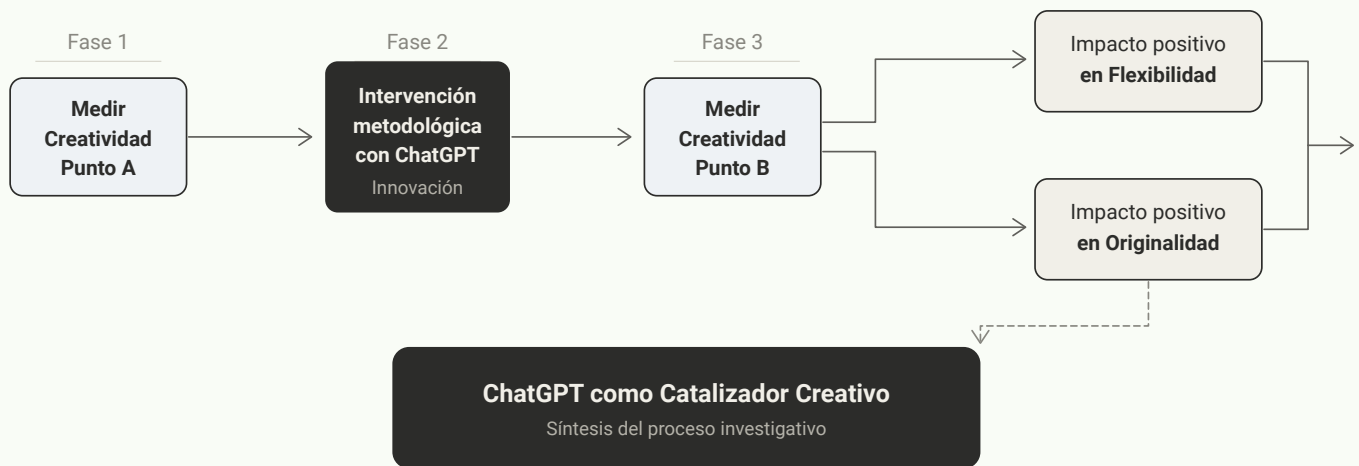 Fase 1
Medir
Creatividad
Punto A
Fase 2
Intervención
metodológica
con ChatGPT
Innovación
Fase 3
Medir
Creatividad
Punto B
Impacto positivo
en Flexibilidad
Impacto positivo
en Originalidad
ChatGPT como Catalizador Creativo
Síntesis del proceso investigativo